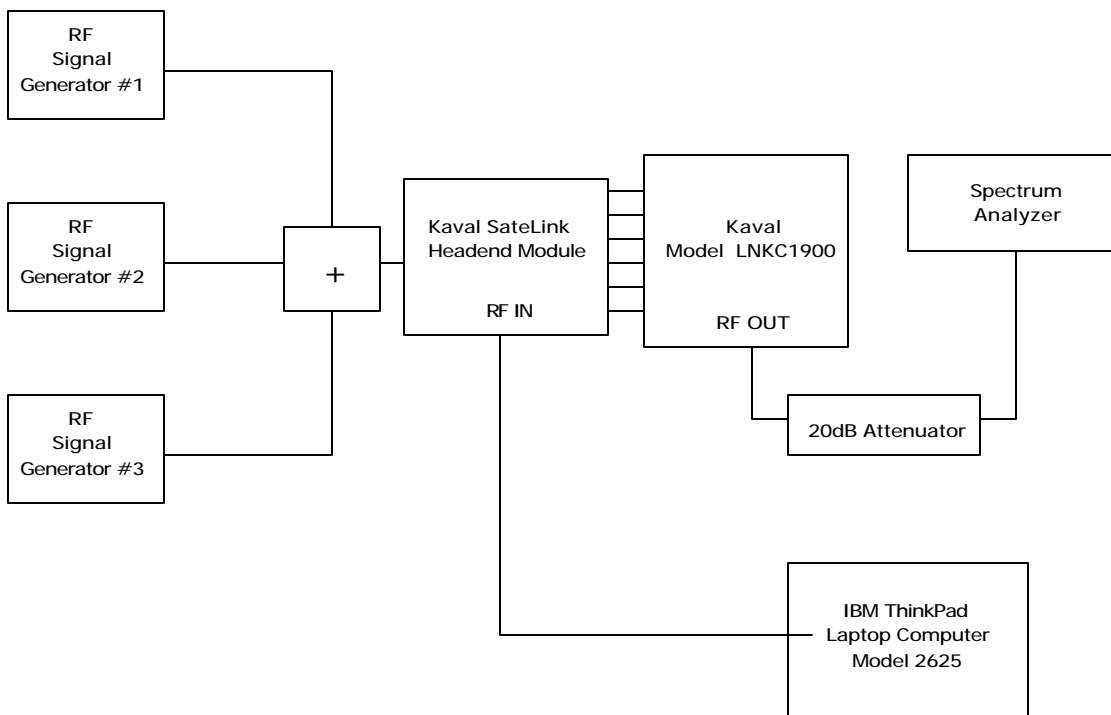 RF
Signal
Generator #1
RF
Signal
Generator #2
RF
Signal
Generator #3
+
Kaval SateLink
Headend Module
RF IN
Kaval
Model LNKC1900
RF OUT
Spectrum
Analyzer
20dB Attenuator
IBM ThinkPad
Laptop Computer
Model 2625